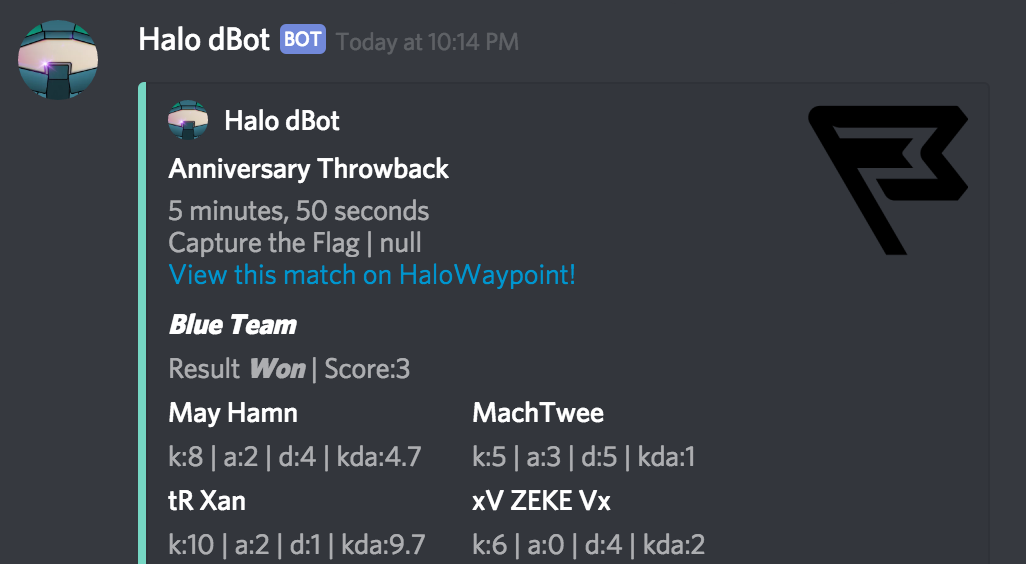 Halo dBot BOT Today at 10:14 PM
Halo dBot
Anniversary Throwback
5 minutes, 50 seconds
Capture the Flag | null
View this match on HaloWaypoint!
Blue Team
Result Won | Score:3
May Hamn MachTwee
k:8 | a:2 | d:4 | kda:4.7 k:5 | a:3 | d:5 | kda:1
tR Xan xV ZEKE Vx
k:10 | a:2 | d:1 | kda:9.7 k:6 | a:0 | d:4 | kda:2